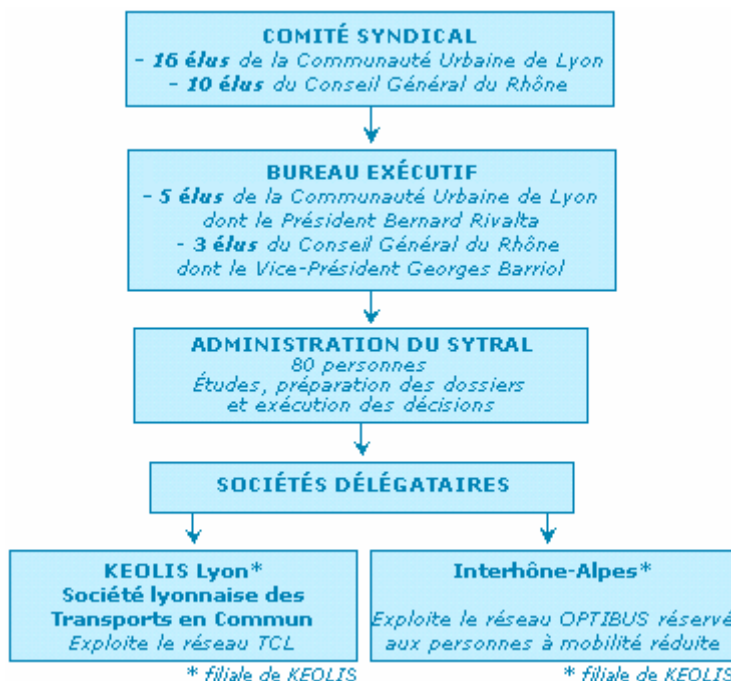 COMITÉ SYNDICAL
- 16 élus de la Communauté Urbaine de Lyon
- 10 élus du Conseil Général du Rhône
BUREAU EXÉCUTIF
- 5 élus de la Communauté Urbaine de Lyon
dont le Président Bernard Rivalta
- 3 élus du Conseil Général du Rhône
dont le Vice-Président Georges Barriol
ADMINISTRATION DU SYTRAL
80 personnes
Études, préparation des dossiers
et exécution des décisions
SOCIÉTÉS DÉLÉGATAIRES
KEOLIS Lyon*
Société lyonnaise des
Transports en Commun
Exploite le réseau TCL
* filiale de KEOLIS
Interhône-Alpes*
Exploite le réseau OPTIBUS réservé
aux personnes à mobilité réduite
* filiale de KEOLIS